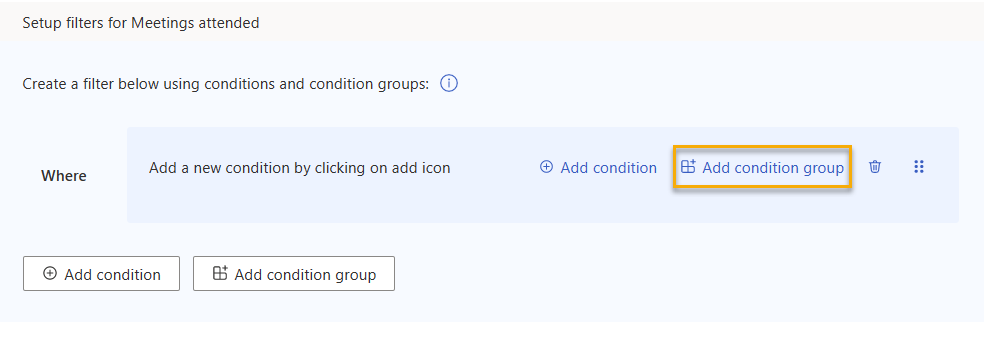 Setup filters for Meetings attended
Create a filter below using conditions and condition groups:
Where
Add a new condition by clicking on add icon
Add condition
Add condition group
Add condition
Add condition group